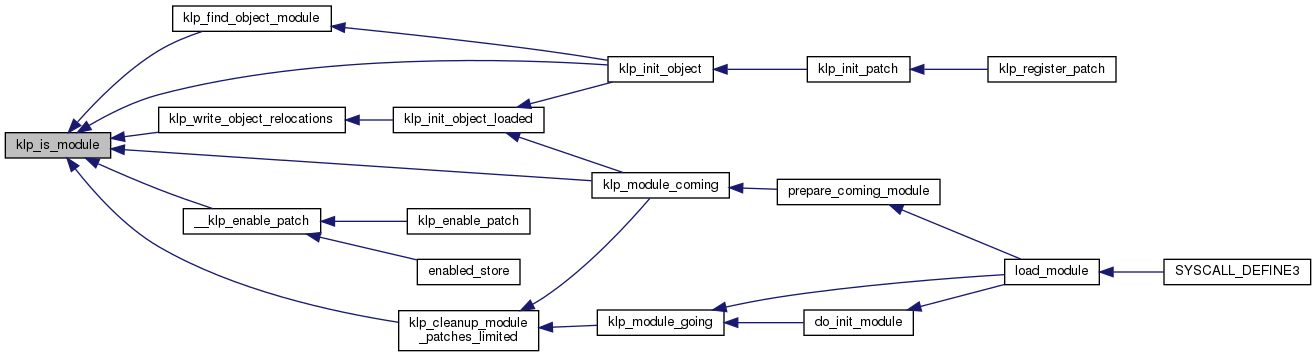 klp_find_object_module
klp_init_object
klp_init_patch
klp_register_patch
klp_write_object_relocations
klp_init_object_loaded
klp_is_module
klp_module_coming
prepare_coming_module
__klp_enable_patch
klp_enable_patch
enabled_store
load_module
SYSCALL_DEFINE3
klp_cleanup_module
_patches_limited
klp_module_going
do_init_module